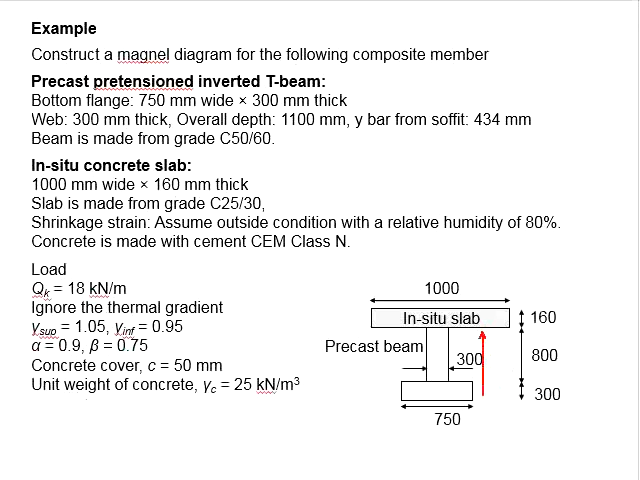 Example
Construct a magnel diagram for the following composite member
Precast pretensioned inverted T-beam:
Bottom flange: 750 mm wide × 300 mm thick
Web: 300 mm thick, Overall depth: 1100 mm, y bar from soffit: 434 mm
Beam is made from grade C50/60.
In-situ concrete slab:
1000 mm wide × 160 mm thick
Slab is made from grade C25/30,
Shrinkage strain: Assume outside condition with a relative humidity of 80%.
Concrete is made with cement CEM Class N.
Load
Qk = 18 kN/m
Ignore the thermal gradient
γsup = 1.05, γinf = 0.95
α = 0.9, β = 0.75
Concrete cover, c = 50 mm
Unit weight of concrete, γc = 25 kN/m³
1000
In-situ slab
160
Precast beam
300
800
300
750